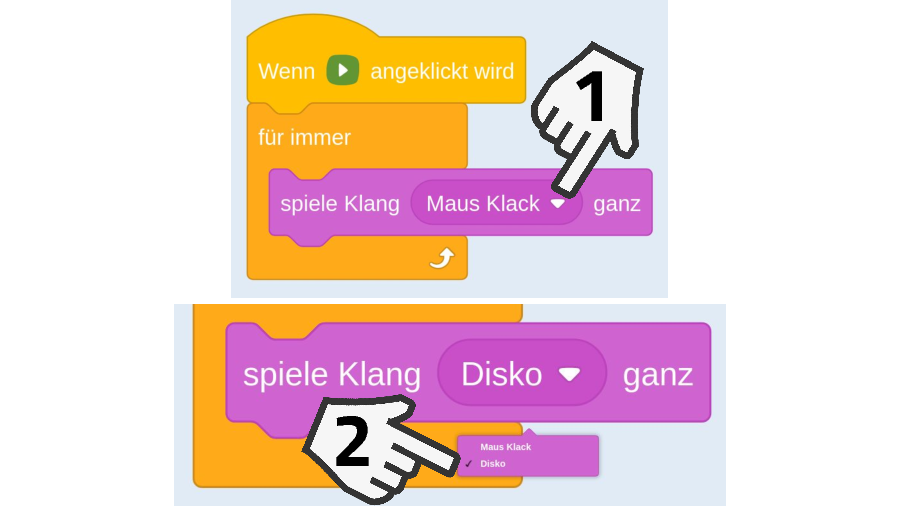 Wenn angeklickt wird
1
für immer
spiele Klang Maus Klack ganz
spiele Klang Disko ganz
2
Maus Klack
✓ Disko